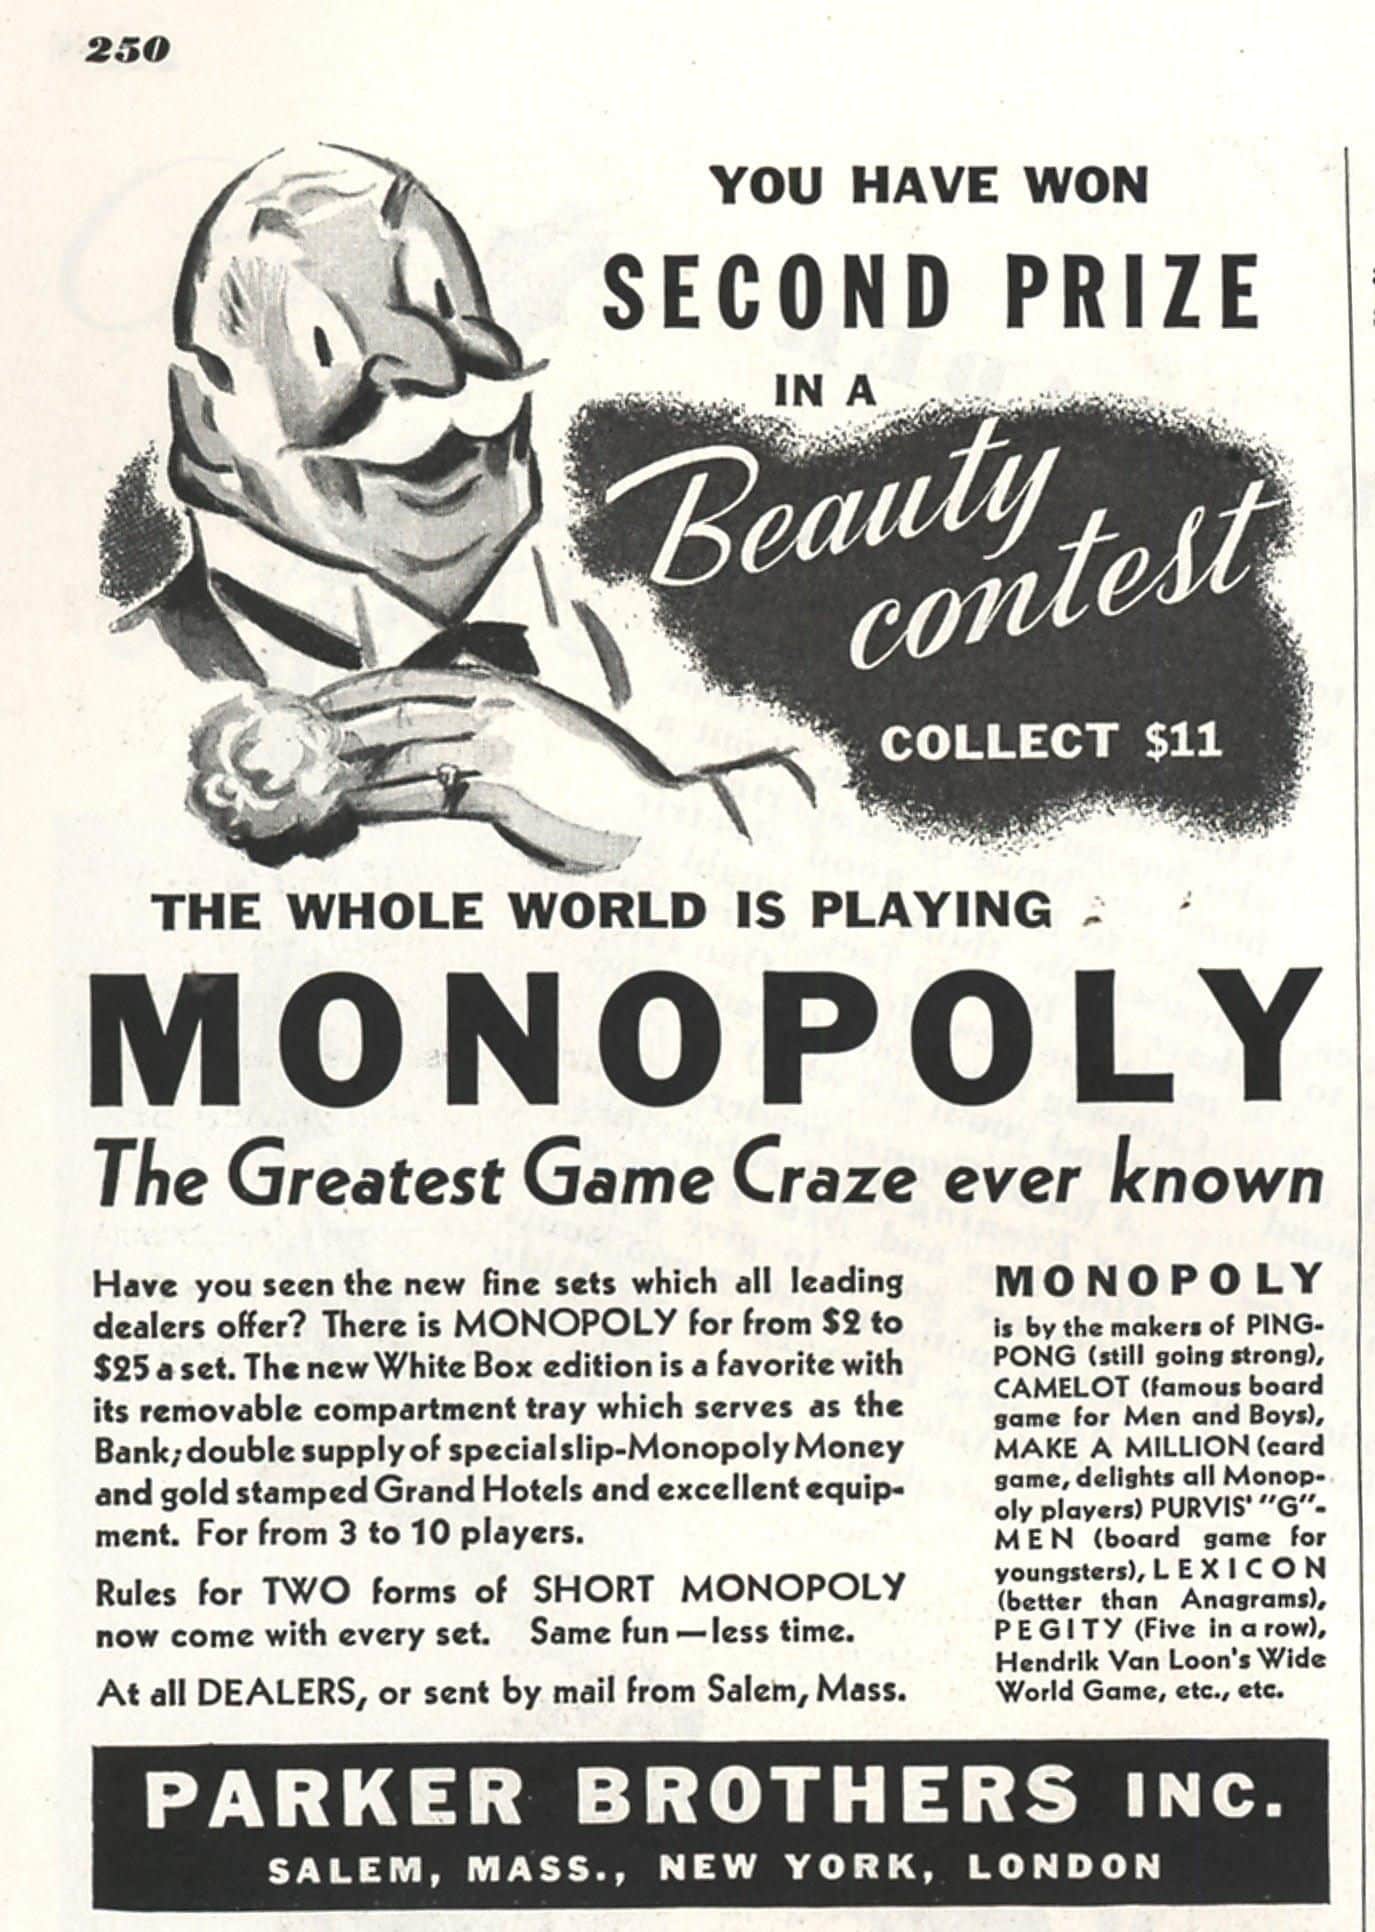 250
YOU HAVE WON
SECOND PRIZE
IN A
Beauty
contest
COLLECT $11
THE WHOLE WORLD IS PLAYING
MONOPOLY
The Greatest Game Craze ever known
Have you seen the new fine sets which all leading
dealers offer? There is MONOPOLY for from $2 to
$25 a set. The new White Box edition is a favorite with
its removable compartment tray which serves as the
Bank; double supply of special slip-Monopoly Money
and gold stamped Grand Hotels and excellent equip-
ment. For from 3 to 10 players.
Rules for TWO forms of SHORT MONOPOLY
now come with every set. Same fun—less time.
At all DEALERS, or sent by mail from Salem, Mass.
MONOPOLY
is by the makers of PING-
PONG (still going strong),
CAMELOT (famous board
game for Men and Boys),
MAKE A MILLION (card
game, delights all Monop-
oly players) PURVIS' "G"-
MEN (board game for
youngsters), LEXICON
(better than Anagrams),
PEGITY (Five in a row),
Hendrik Van Loon's Wide
World Game, etc., etc.
PARKER BROTHERS INC.
SALEM, MASS., NEW YORK, LONDON